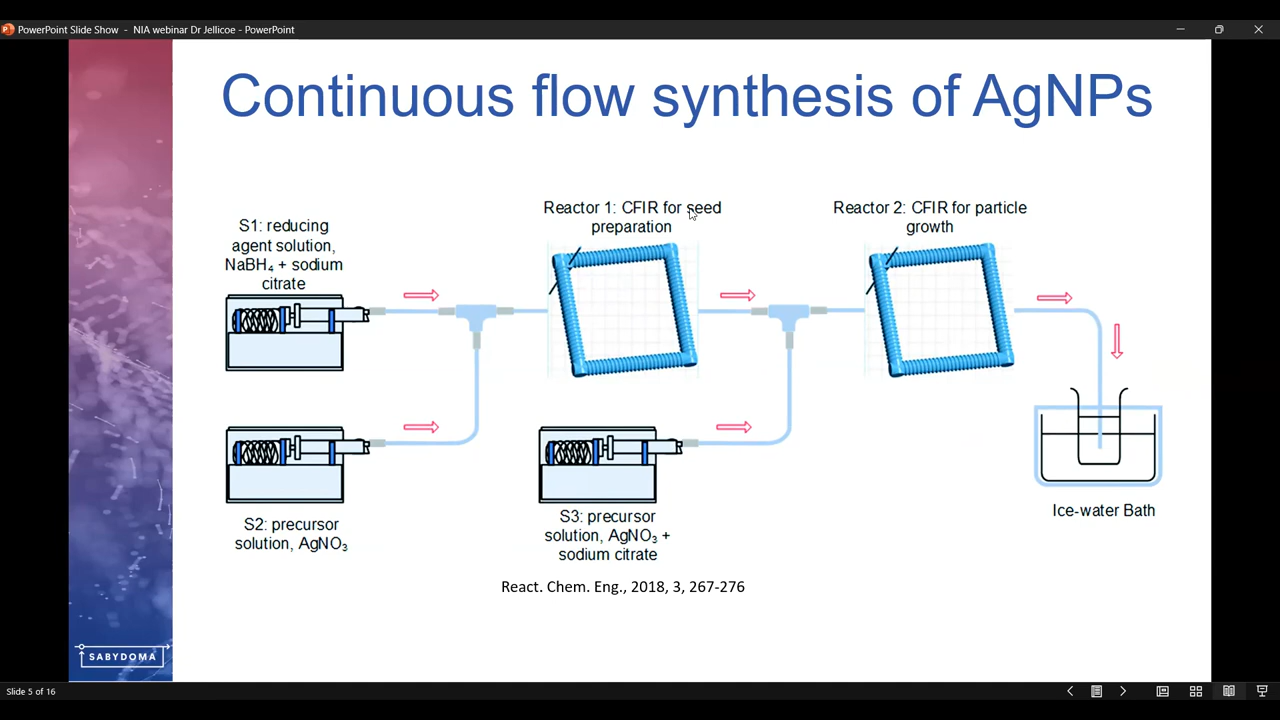 PowerPoint Slide Show - NIA webinar Dr Jellicoe - PowerPoint
Continuous flow synthesis of AgNPs
S1: reducing
agent solution,
NaBH₄ + sodium
citrate
Reactor 1: CFIR for seed
preparation
Reactor 2: CFIR for particle
growth
S2: precursor
solution, AgNO₃
S3: precursor
solution, AgNO₃ +
sodium citrate
Ice-water Bath
React. Chem. Eng., 2018, 3, 267-276
SABYDOMA
Slide 5 of 16